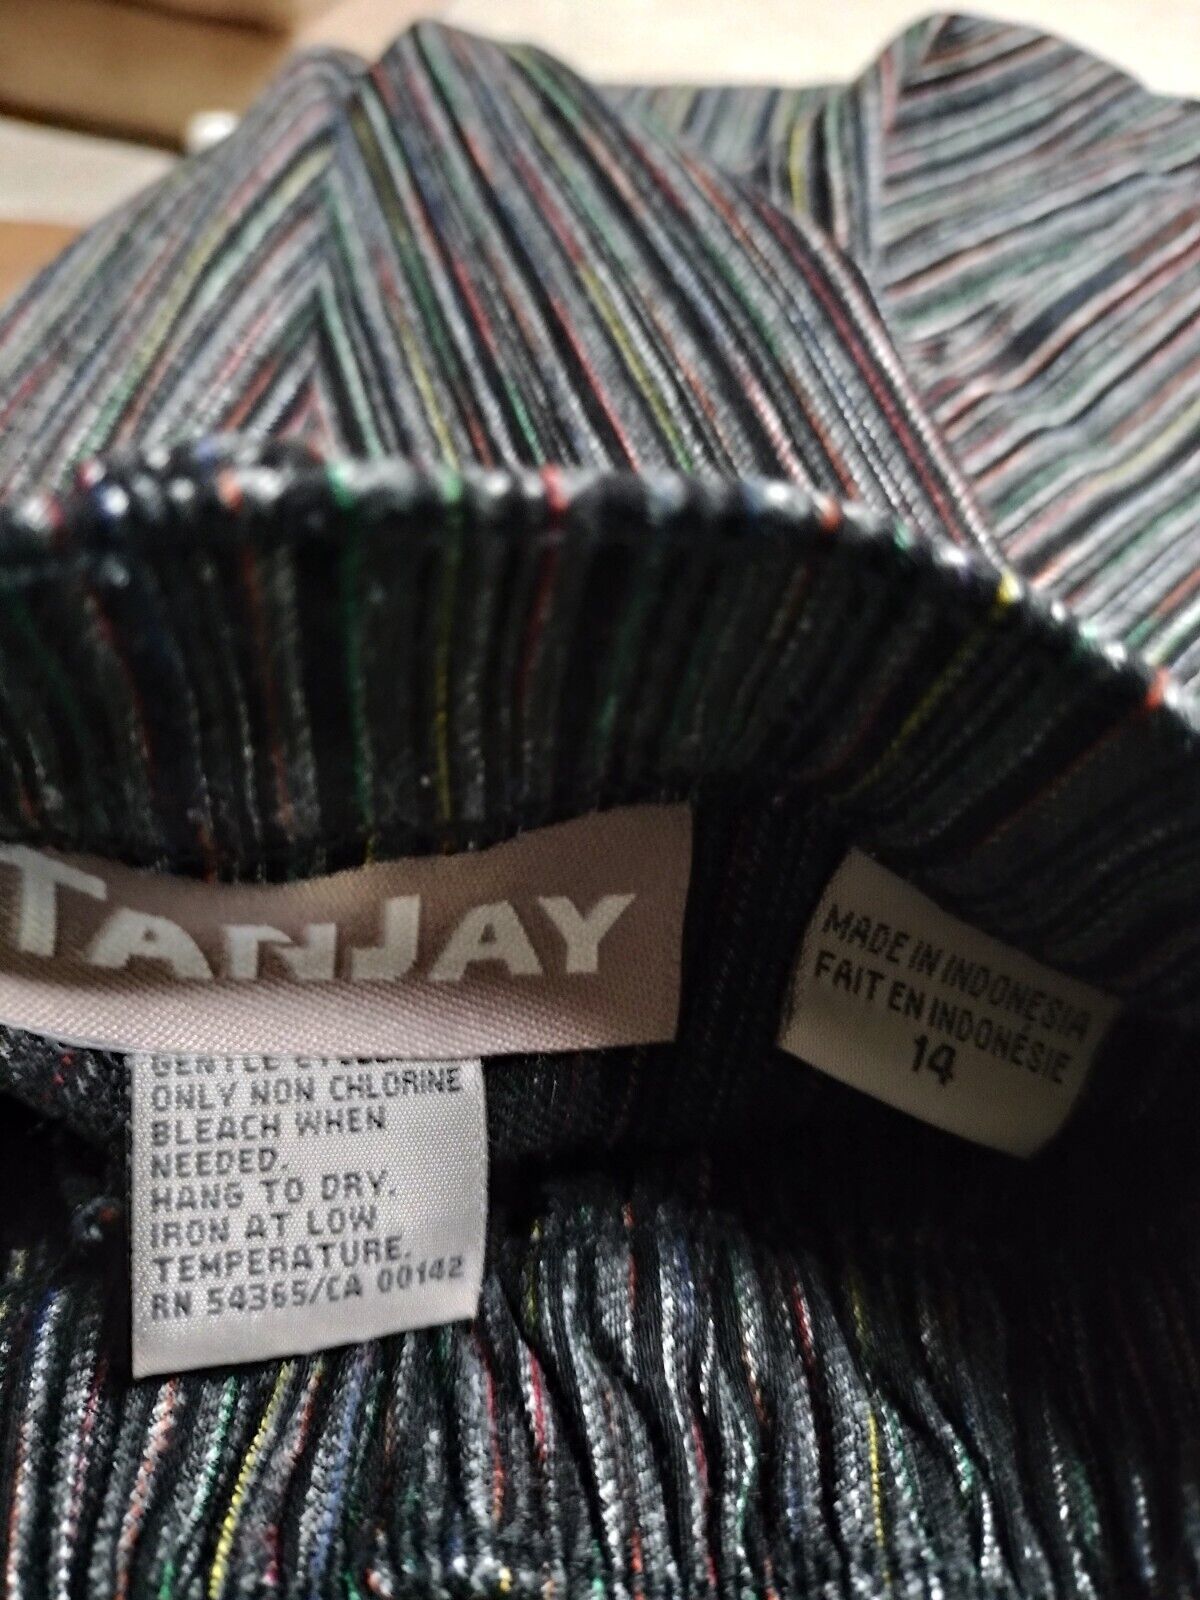 TANJAY
GENTLE
ONLY NON CHLORINE
BLEACH WHEN
NEEDED.
HANG TO DRY.
IRON AT LOW
TEMPERATURE.
RN 54365/CA 00142
MADE IN INDONESIA
FAIT EN INDONÉSIE
14